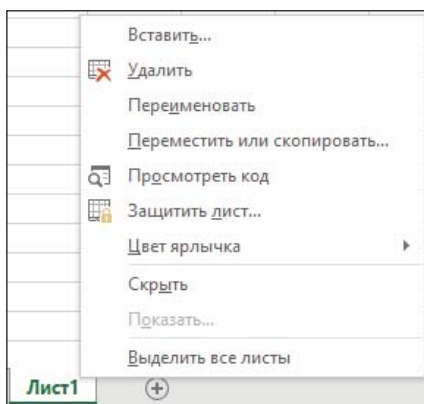 Вставить...
Удалить
Переименовать
Переместить или скопировать...
Просмотреть код
Защитить лист...
Цвет ярлычка
Скрыть
Показать...
Выделить все листы
Лист1